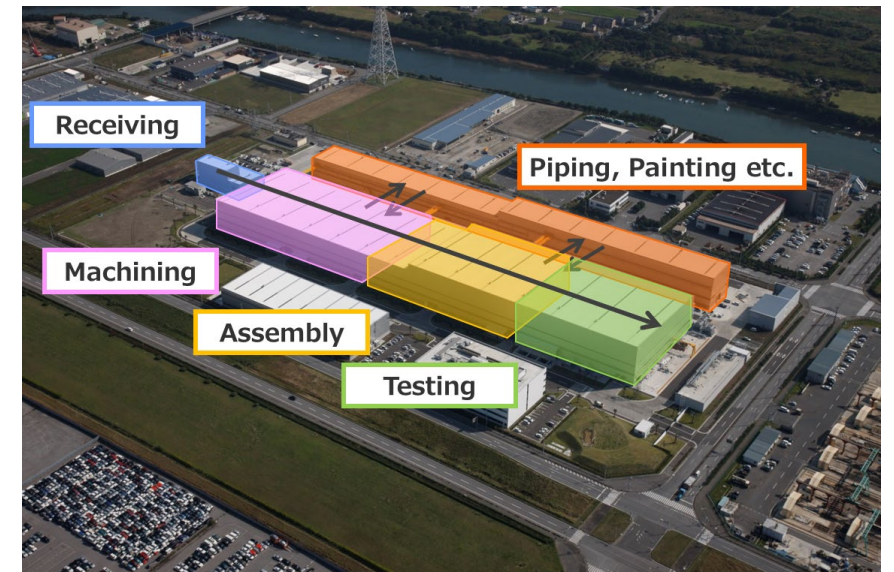 Receiving
Piping, Painting etc.
Machining
Assembly
Testing